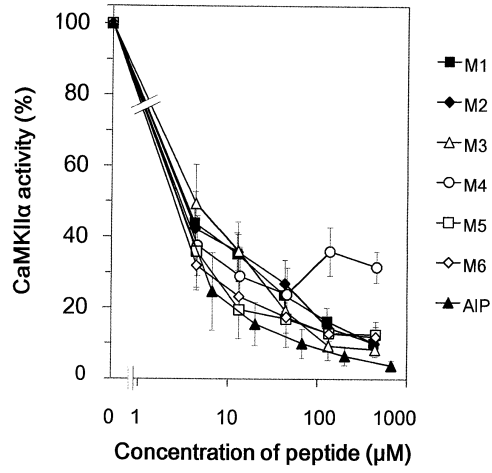 CaMKIIα activity (%)
100
80
60
40
20
0
0 1 10 100 1000
Concentration of peptide (µM)
M1
M2
M3
M4
M5
M6
AIP